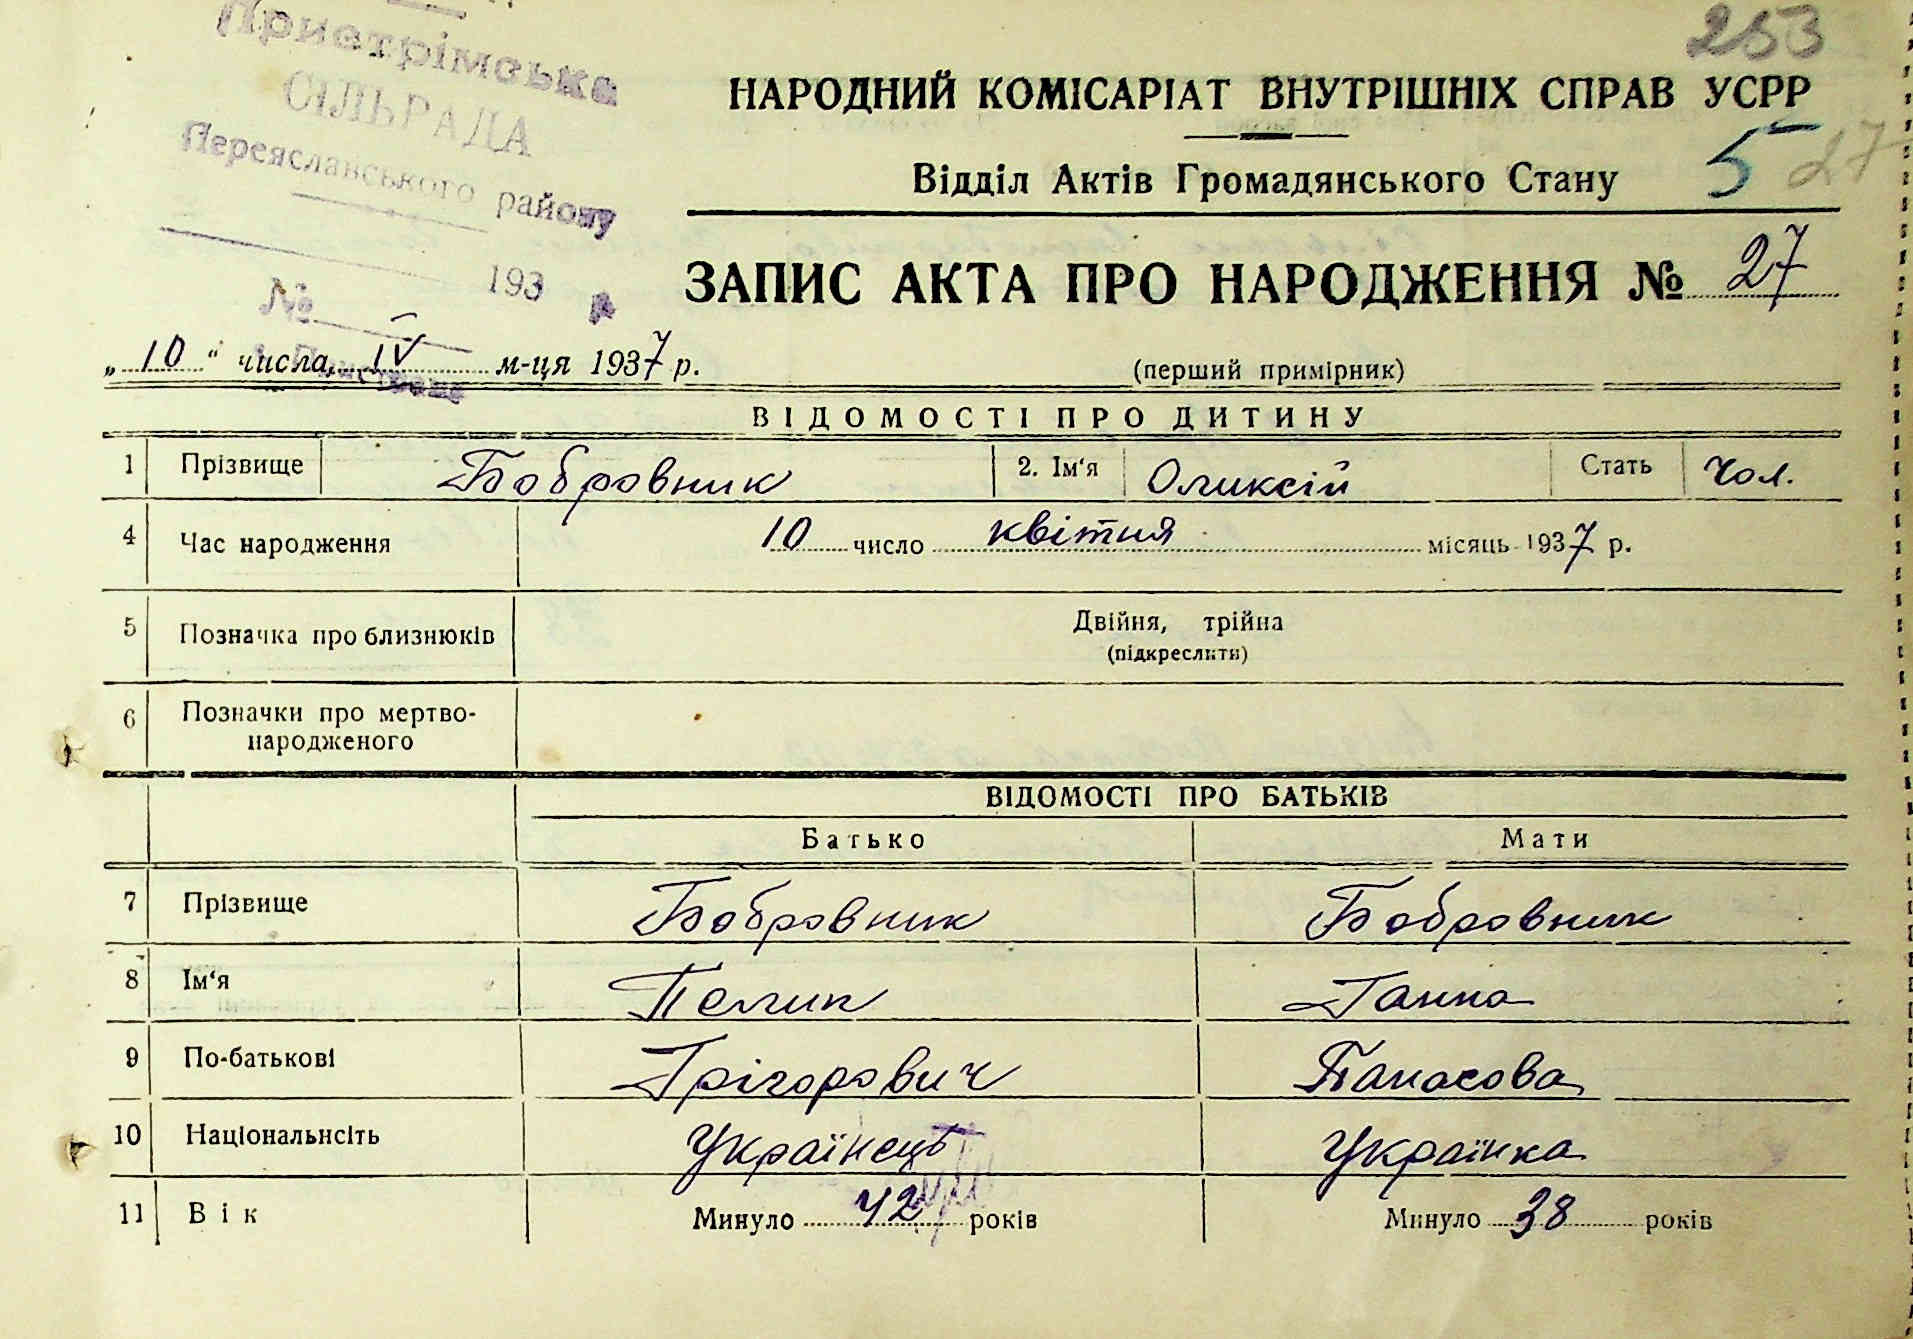 253
Пристрімська
СІЛЬРАДА
Переяславського району
№ 193 р
НАРОДНИЙ КОМІСАРІАТ ВНУТРІШНІХ СПРАВ УСРР
Відділ Актів Громадянського Стану 5 27
ЗАПИС АКТА ПРО НАРОДЖЕННЯ № 27
„10“ числа, IV м-ця 1937 р. (перший примірник)
ВІДОМОСТІ ПРО ДИТИНУ
1 Прізвище Бобровник 2. Ім'я Оликсій Стать Чол.
4 Час народження 10 число квітня місяць 1937 р.
5 Позначка про близнюків Двійня, трійна
(підкреслити)
6 Позначки про мертво-
народженого
ВІДОМОСТІ ПРО БАТЬКІВ
Батько Мати
7 Прізвище Бобровник Бобровник
8 Ім'я Пемип Ганна
9 По-батькові Грігорович Панасова
10 Національнсіть Українець Українка
11 Вік Минуло 42 років Минуло 38 років